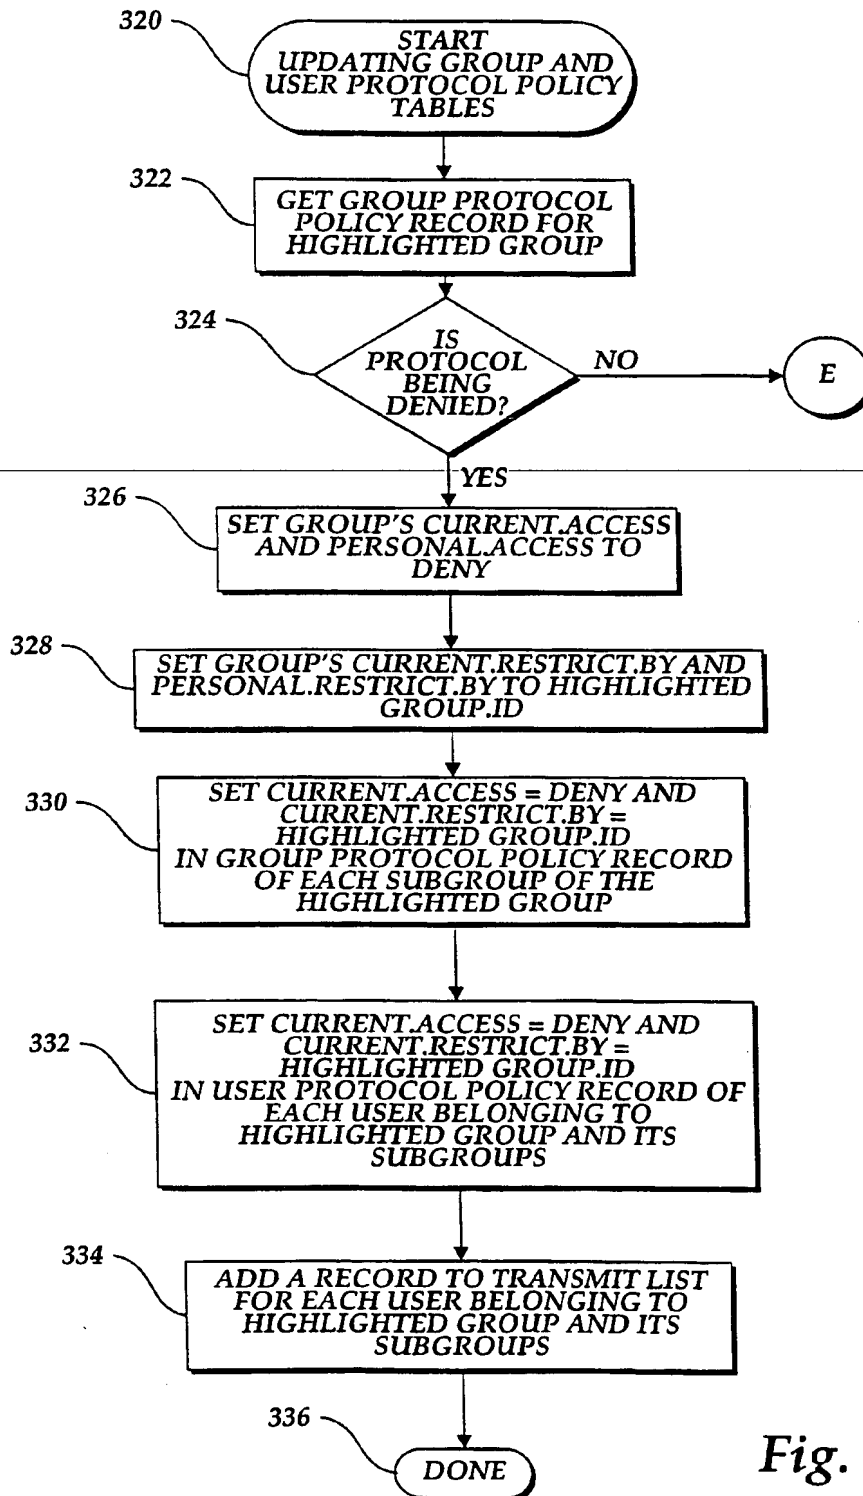 320
START
UPDATING GROUP AND
USER PROTOCOL POLICY
TABLES
322
GET GROUP PROTOCOL
POLICY RECORD FOR
HIGHLIGHTED GROUP
324
IS
PROTOCOL
BEING
DENIED?
NO
E
YES
326
SET GROUP'S CURRENT.ACCESS
AND PERSONAL.ACCESS TO
DENY
328
SET GROUP'S CURRENT.RESTRICT.BY AND
PERSONAL.RESTRICT.BY TO HIGHLIGHTED
GROUP.ID
330
SET CURRENT.ACCESS = DENY AND
CURRENT.RESTRICT.BY =
HIGHLIGHTED GROUP.ID
IN GROUP PROTOCOL POLICY RECORD
OF EACH SUBGROUP OF THE
HIGHLIGHTED GROUP
332
SET CURRENT.ACCESS = DENY AND
CURRENT.RESTRICT.BY =
HIGHLIGHTED GROUP.ID
IN USER PROTOCOL POLICY RECORD OF
EACH USER BELONGING TO
HIGHLIGHTED GROUP AND ITS
SUBGROUPS
334
ADD A RECORD TO TRANSMIT LIST
FOR EACH USER BELONGING TO
HIGHLIGHTED GROUP AND ITS
SUBGROUPS
336
DONE
Fig.